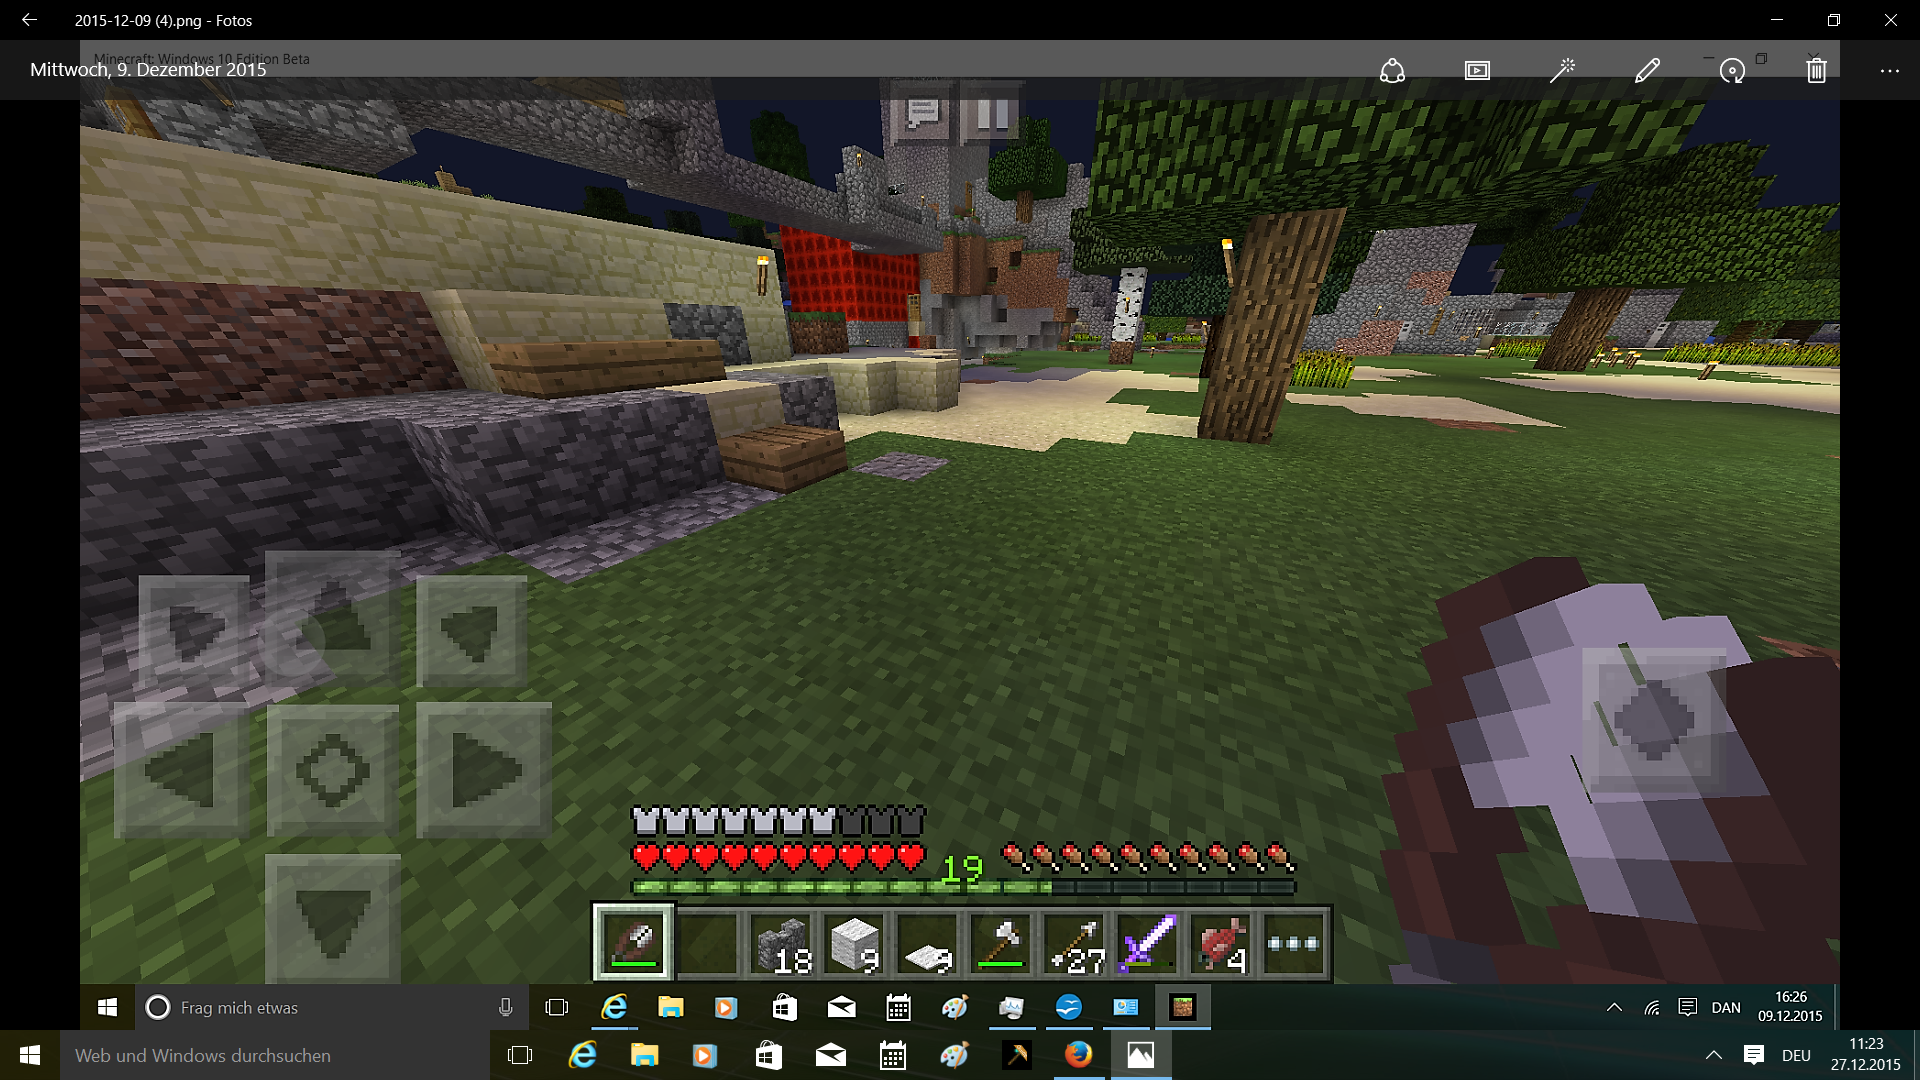 2015-12-09 (4).png - Fotos
Minecraft: Windows 10 Edition Beta
Mittwoch, 9. Dezember 2015
19
18
9
9
27
4
Frag mich etwas
DAN
16:26
09.12.2015
Web und Windows durchsuchen
DEU
11:23
27.12.2015